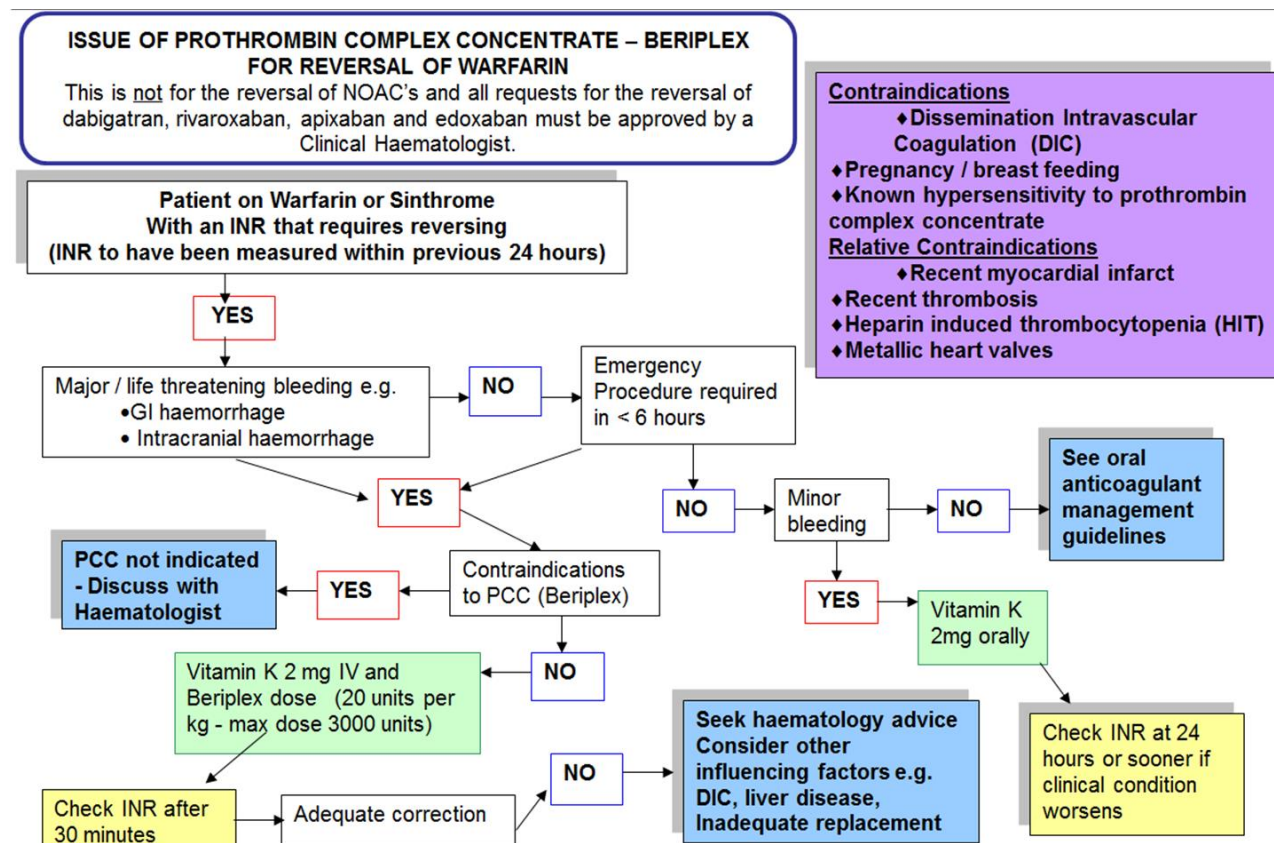 ISSUE OF PROTHROMBIN COMPLEX CONCENTRATE – BERIPLEX
FOR REVERSAL OF WARFARIN
This is not for the reversal of NOAC's and all requests for the reversal of
dabigatran, rivaroxaban, apixaban and edoxaban must be approved by a
Clinical Haematologist.
Contraindications
♦Dissemination Intravascular
Coagulation (DIC)
♦Pregnancy / breast feeding
♦Known hypersensitivity to prothrombin
complex concentrate
Relative Contraindications
♦Recent myocardial infarct
♦Recent thrombosis
♦Heparin induced thrombocytopenia (HIT)
♦Metallic heart valves
Patient on Warfarin or Sinthrome
With an INR that requires reversing
(INR to have been measured within previous 24 hours)
YES
Major / life threatening bleeding e.g.
•GI haemorrhage
• Intracranial haemorrhage
NO
Emergency
Procedure required
in < 6 hours
YES
NO
Minor
bleeding
NO
See oral
anticoagulant
management
guidelines
PCC not indicated
- Discuss with
Haematologist
YES
Contraindications
to PCC (Beriplex)
YES
Vitamin K
2mg orally
NO
Vitamin K 2 mg IV and
Beriplex dose (20 units per
kg - max dose 3000 units)
Seek haematology advice
Consider other
influencing factors e.g.
DIC, liver disease,
Inadequate replacement
Check INR at 24
hours or sooner if
clinical condition
worsens
NO
Check INR after
30 minutes
Adequate correction